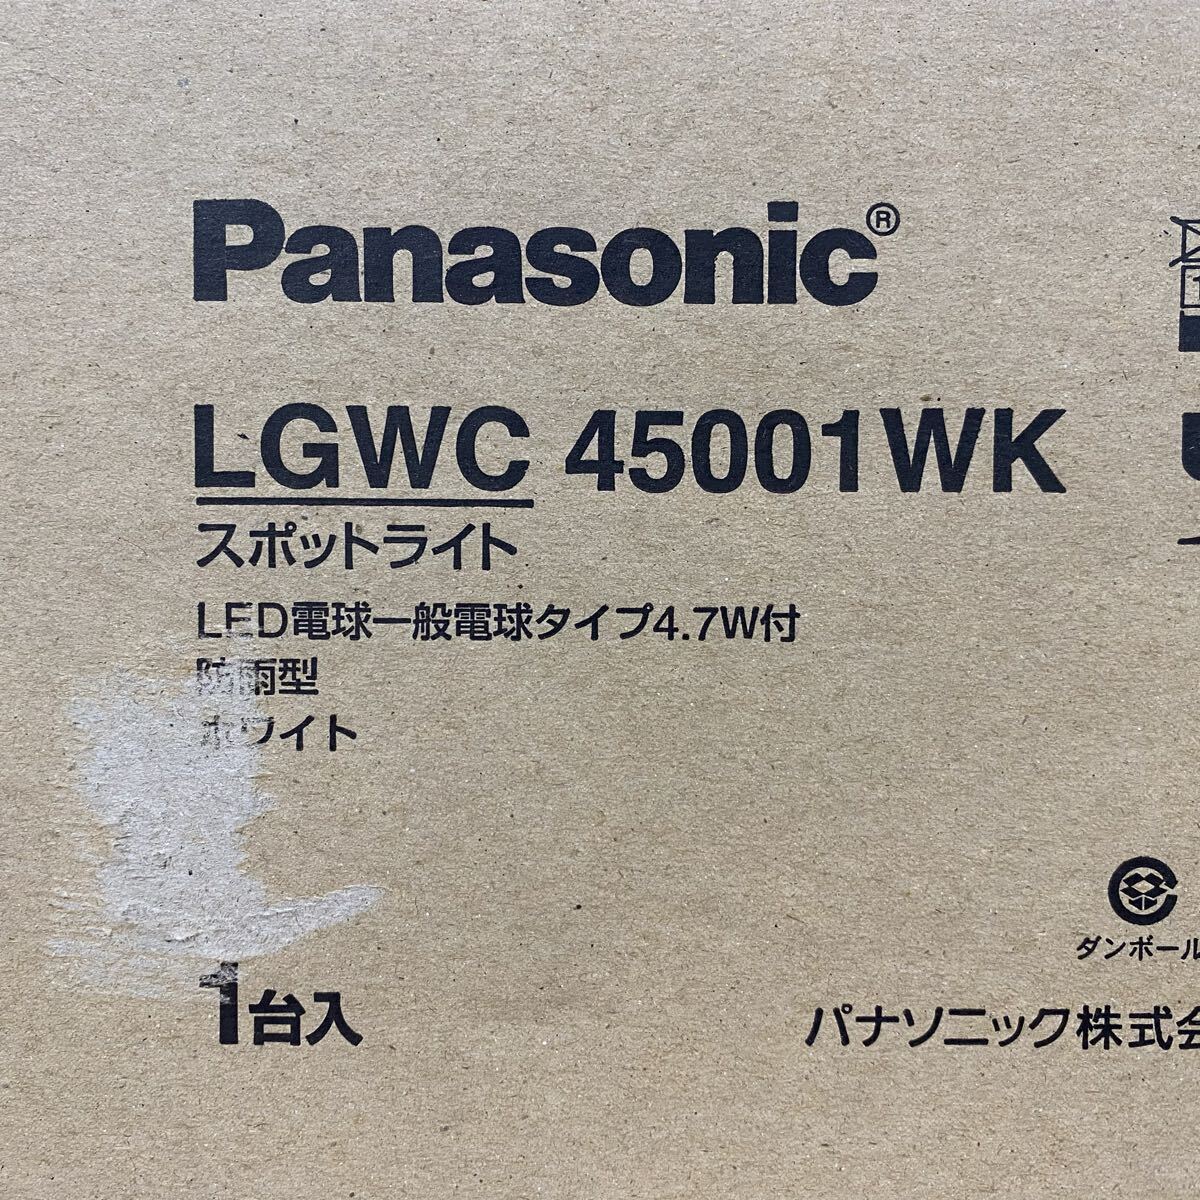 Panasonic®
LGWC 45001WK
スポットライト
LED電球一般電球タイプ4.7W付
防雨型
ホワイト
ダンボール
1台入
パナソニック株式会